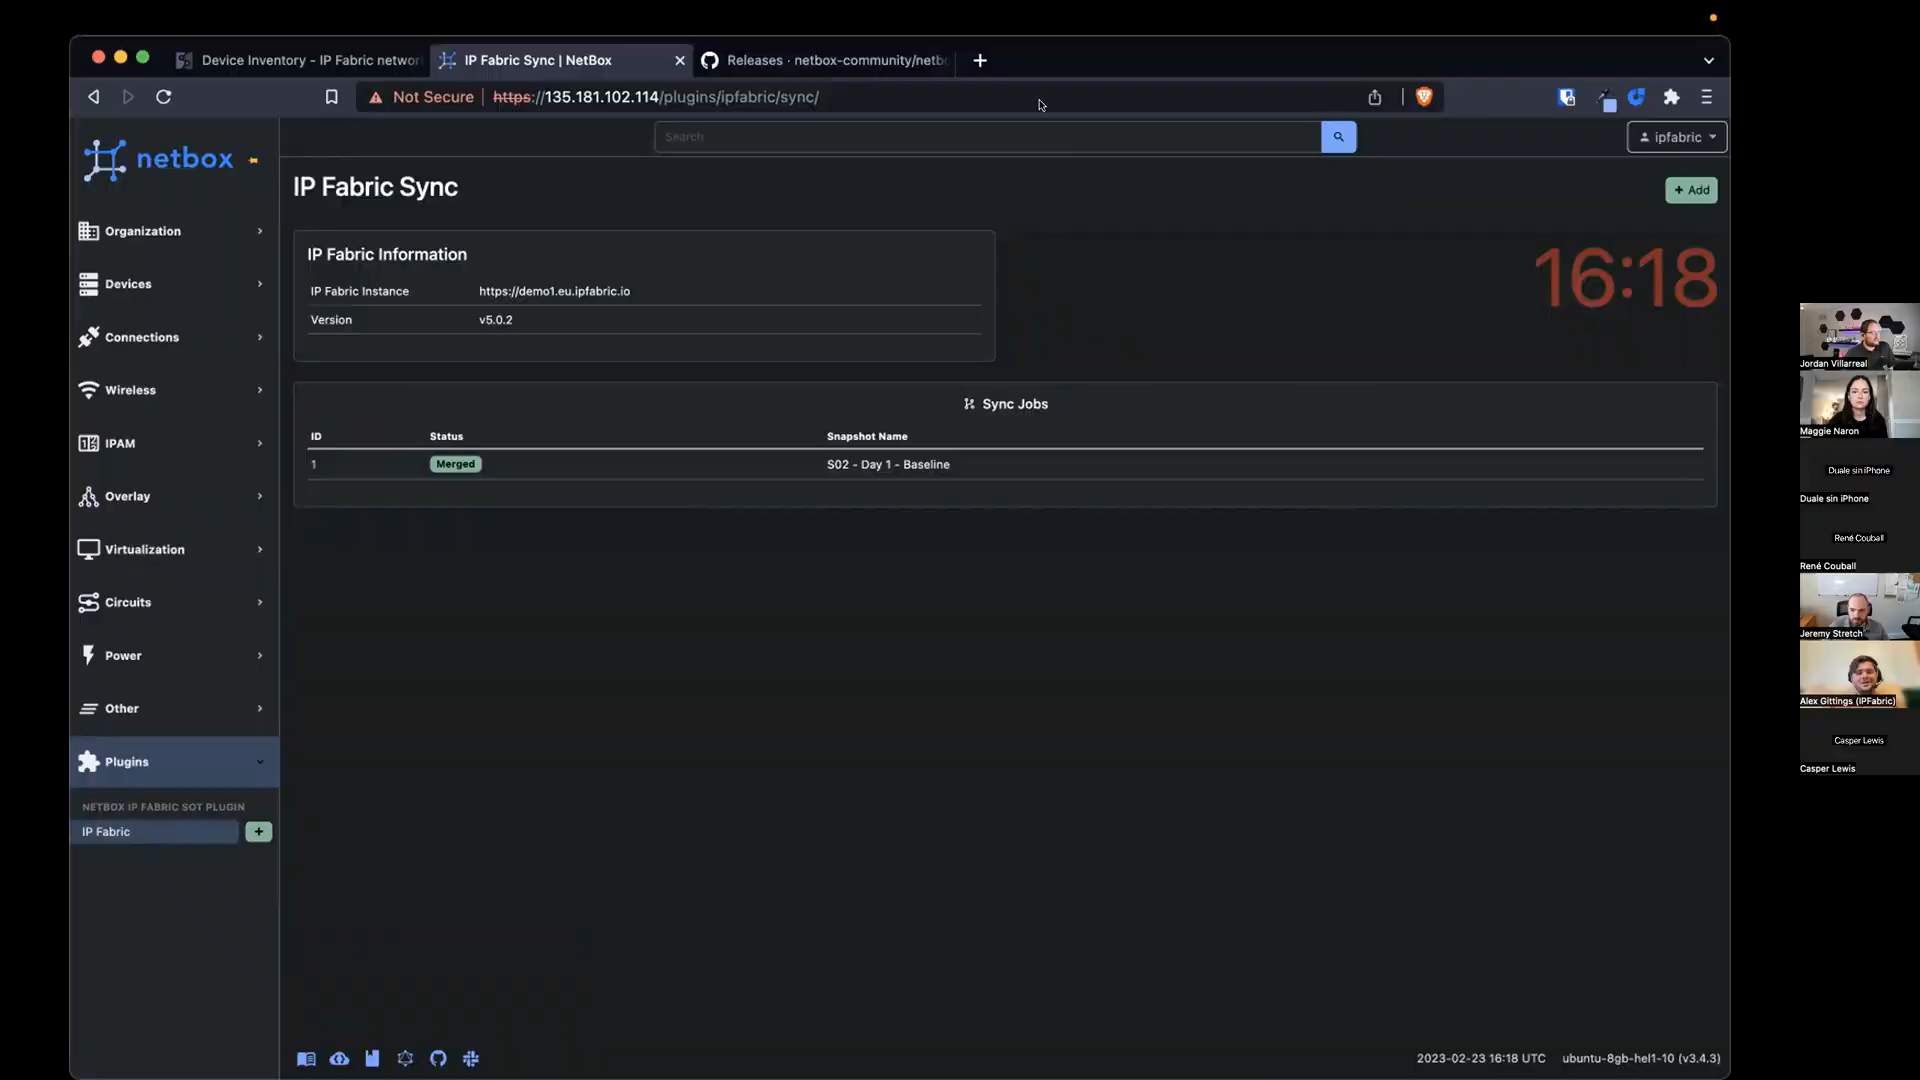 Device Inventory - IP Fabric networ
IP Fabric Sync | NetBox
Releases · netbox-community/netb
Not Secure
https://135.181.102.114/plugins/ipfabric/sync/
netbox
Search
ipfabric
IP Fabric Sync
+ Add
Organization
Devices
Connections
Wireless
IPAM
Overlay
Virtualization
Circuits
Power
Other
Plugins
NETBOX IP FABRIC SOT PLUGIN
IP Fabric
+
IP Fabric Information
IP Fabric Instance https://demo1.eu.ipfabric.io
Version v5.0.2
16:18
Sync Jobs
ID Status Snapshot Name
1 Merged S02 - Day 1 - Baseline
2023-02-23 16:18 UTC
ubuntu-8gb-hel1-10 (v3.4.3)
Jordan Villarreal
Maggie Naron
Duale sin iPhone
Duale sin iPhone
René Couball
René Couball
Jeremy Stretch
Alex Gittings (IPFabric)
Casper Lewis
Casper Lewis